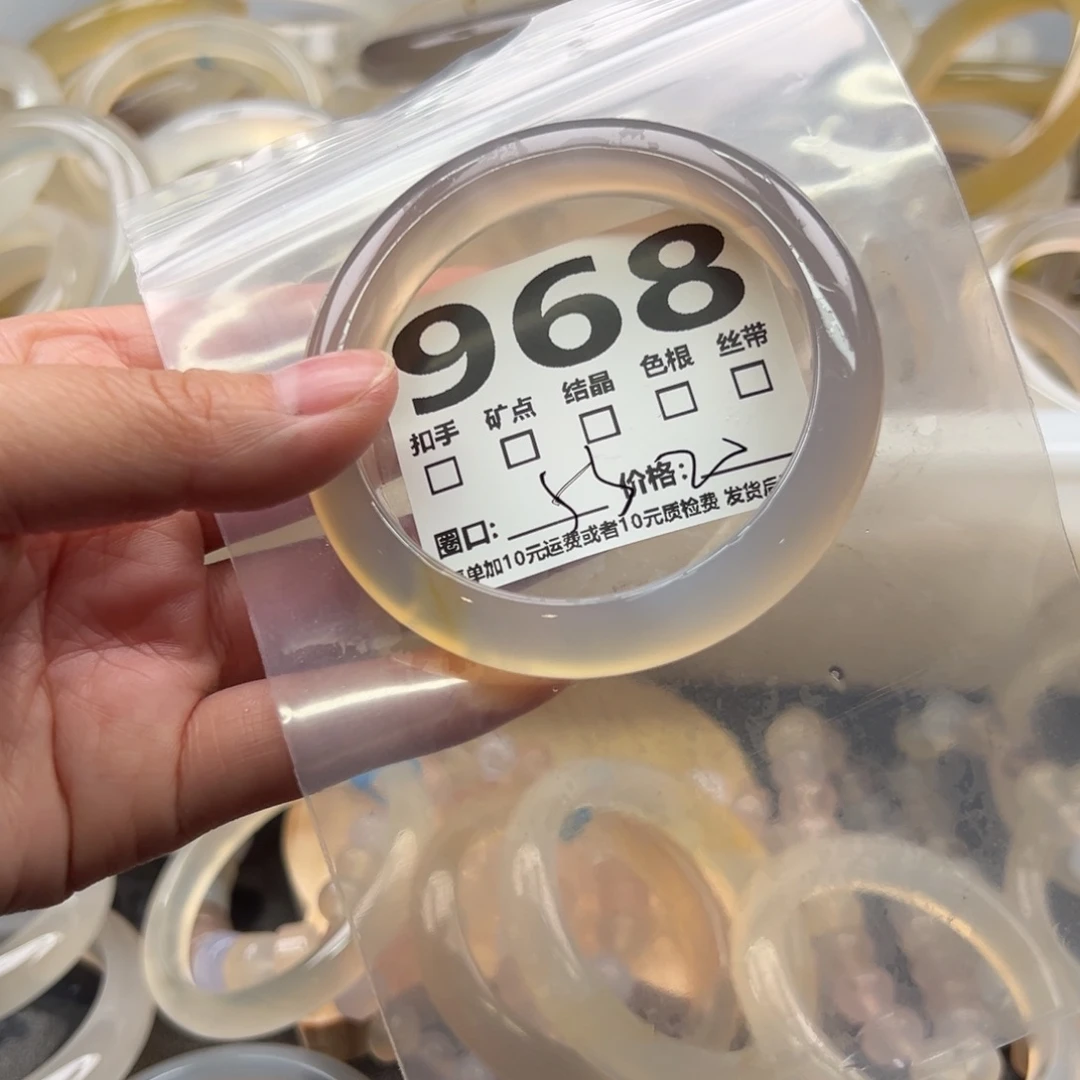 968
扣手 矿点 结晶 色根 丝带
□ □ □ □ □
圈口: 价格:
单加10元运费或者10元质检费 发货后